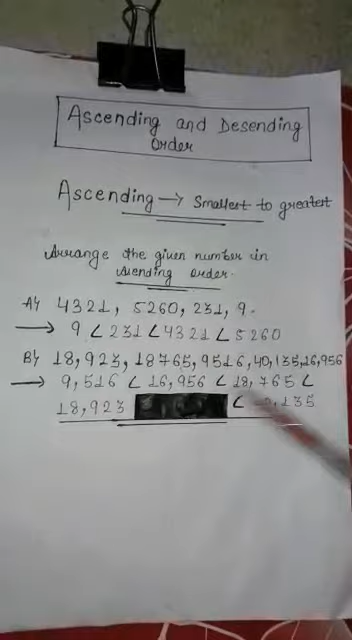 Ascending and Desending
Order
Ascending → Smallest to greatest
Arrange the given number in
Asending order.
A) 4321, 5260, 231, 9.
→ 9 < 231 < 4321 < 5260
B) 18,923, 18765, 9516, 40,135, 16,956
→ 9,516 < 16,956 < 18,765 <
18,923 < ,135